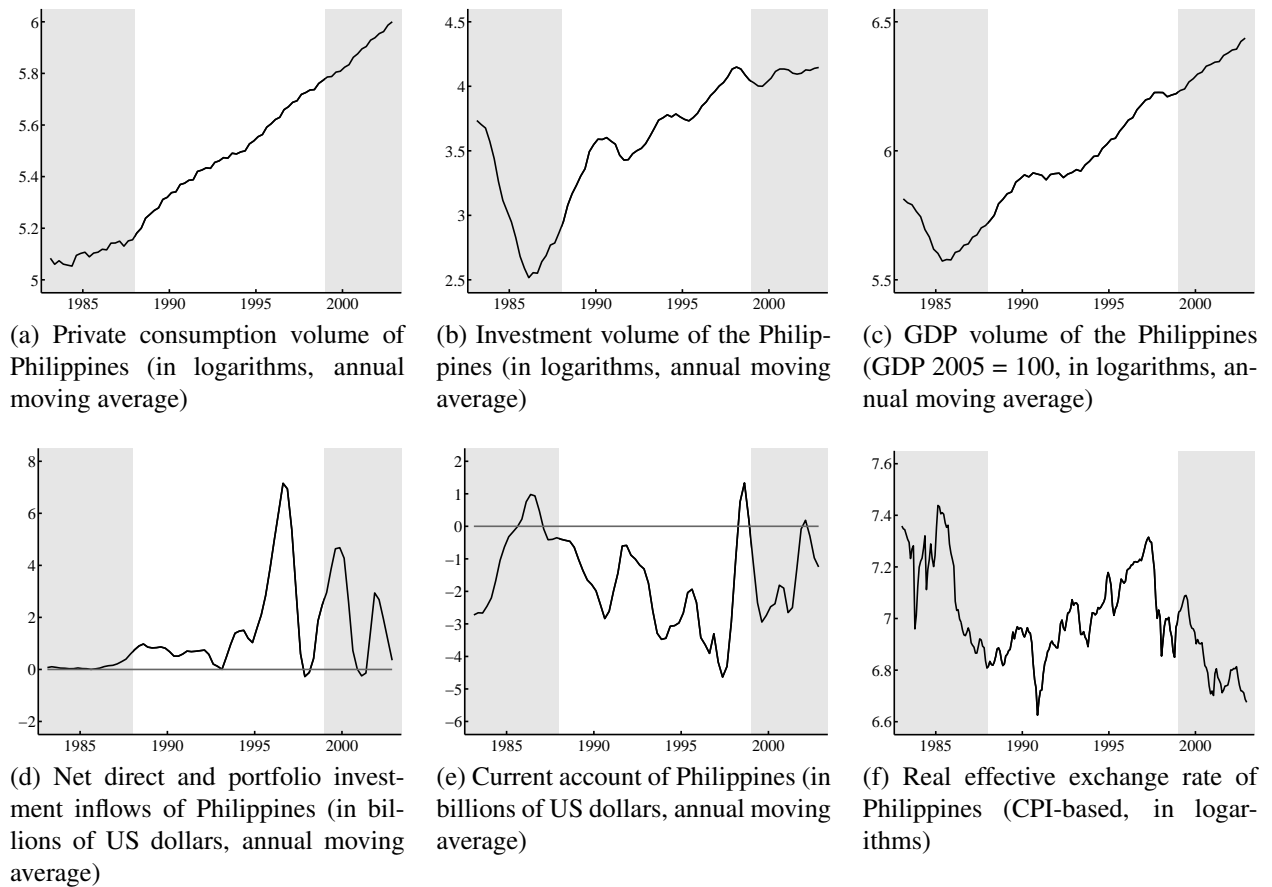 6
5.8
5.6
5.4
5.2
5
1985 1990 1995 2000
(a) Private consumption volume of
Philippines (in logarithms, annual
moving average)
4.5
4
3.5
3
2.5
1985 1990 1995 2000
(b) Investment volume of the Philip-
pines (in logarithms, annual moving
average)
6.5
6
5.5
1985 1990 1995 2000
(c) GDP volume of the Philippines
(GDP 2005 = 100, in logarithms, an-
nual moving average)
8
6
4
2
0
−2
1985 1990 1995 2000
(d) Net direct and portfolio invest-
ment inflows of Philippines (in bil-
lions of US dollars, annual moving
average)
2
1
0
−1
−2
−3
−4
−5
−6
1985 1990 1995 2000
(e) Current account of Philippines (in
billions of US dollars, annual moving
average)
7.6
7.4
7.2
7
6.8
6.6
1985 1990 1995 2000
(f) Real effective exchange rate of
Philippines (CPI-based, in logar-
ithms)